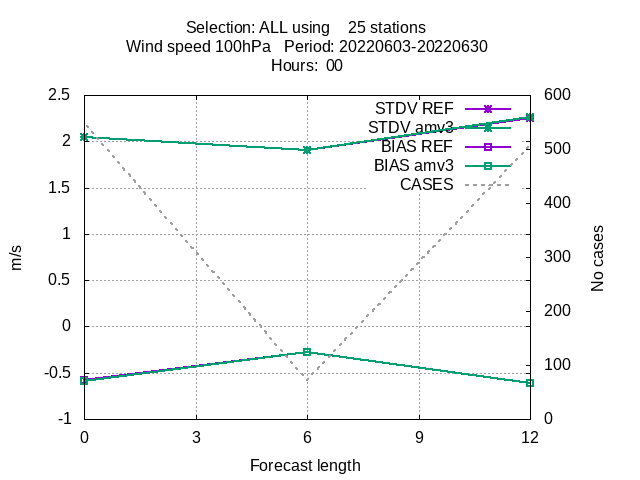 Selection: ALL using 25 stations
Wind speed 100hPa Period: 20220603-20220630
Hours: 00
2.5
2
1.5
1
0.5
0
-0.5
-1
600
500
400
300
200
100
0
STDV REF
STDV amv3
BIAS REF
BIAS amv3
CASES
m/s
No cases
0 3 6 9 12
Forecast length